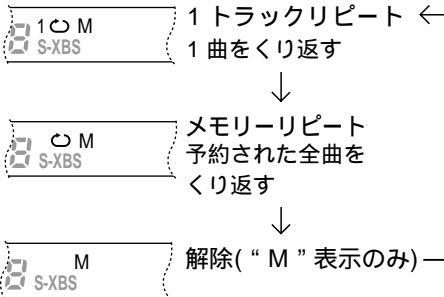 1 M
S-XBS
1 トラックリピート
1 曲をくり返す
M
S-XBS
メモリーリピート
予約された全曲を
くり返す
M
S-XBS
解除( “ M ” 表示のみ)